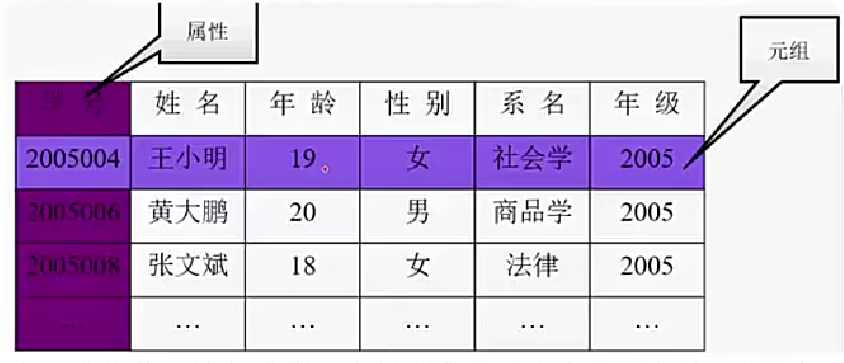 属性
元组
学 号 姓 名 年 龄 性 别 系 名 年 级
2005004 王小明 19 女 社会学 2005
2005006 黄大鹏 20 男 商品学 2005
2005008 张文斌 18 女 法律 2005
… … … … … …